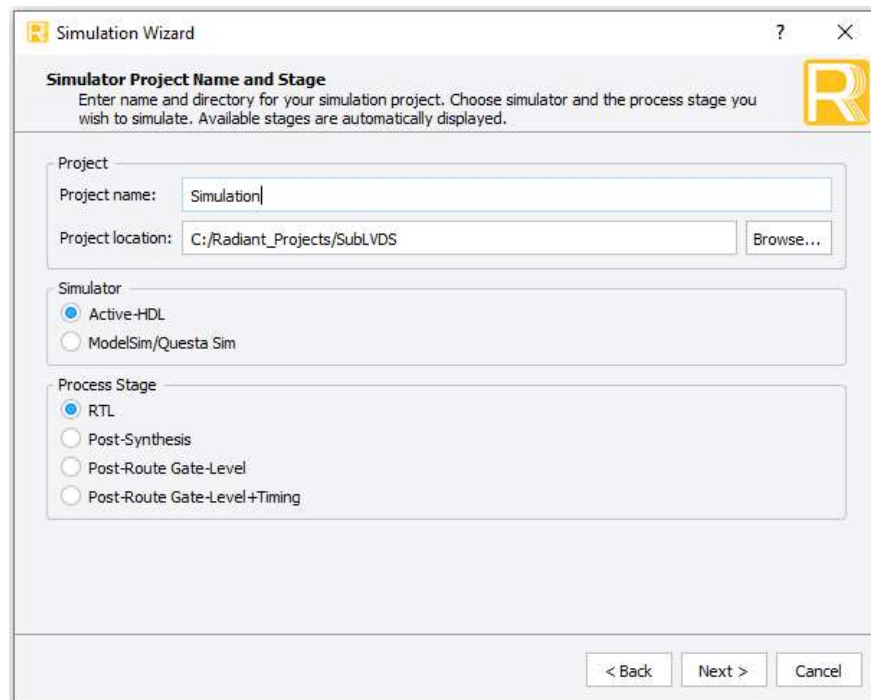 Simulation Wizard
?
Simulator Project Name and Stage
Enter name and directory for your simulation project. Choose simulator and the process stage you
wish to simulate. Available stages are automatically displayed.
R
Project
Project name: Simulation
Project location: C:/Radiant_Projects/SubLVDS Browse...
Simulator
Active-HDL
ModelSim/Questa Sim
Process Stage
RTL
Post-Synthesis
Post-Route Gate-Level
Post-Route Gate-Level+Timing
< Back Next > Cancel